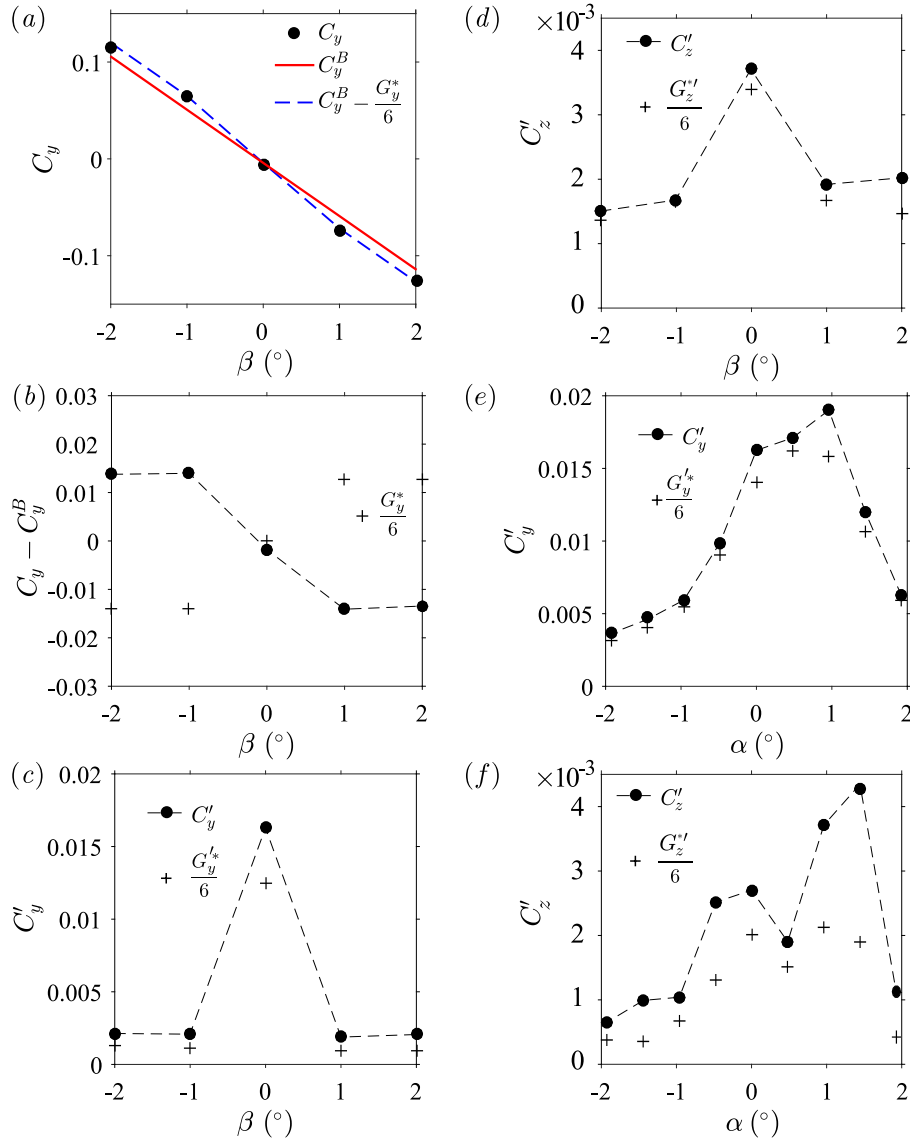 (a)
C_y
C_y^B
C_y^B − G_y^*/6
0.1
0
-0.1
C_y
-2 -1 0 1 2
β (°)
(b)
0.03
0.02
0.01
0
-0.01
-0.02
-0.03
C_y − C_y^B
G_y^*/6
-2 -1 0 1 2
β (°)
(c)
0.02
0.015
0.01
0.005
0
C′_y
C′_y
G_y^′*/6
-2 -1 0 1 2
β (°)
(d)
×10^-3
4
3
2
1
0
C′_z
C′_z
G_z^*′/6
-2 -1 0 1 2
β (°)
(e)
0.02
0.015
0.01
0.005
0
C′_y
C′_y
G_y^′*/6
-2 -1 0 1 2
α (°)
(f)
×10^-3
4
3
2
1
0
C′_z
C′_z
G_z^*′/6
-2 -1 0 1 2
α (°)